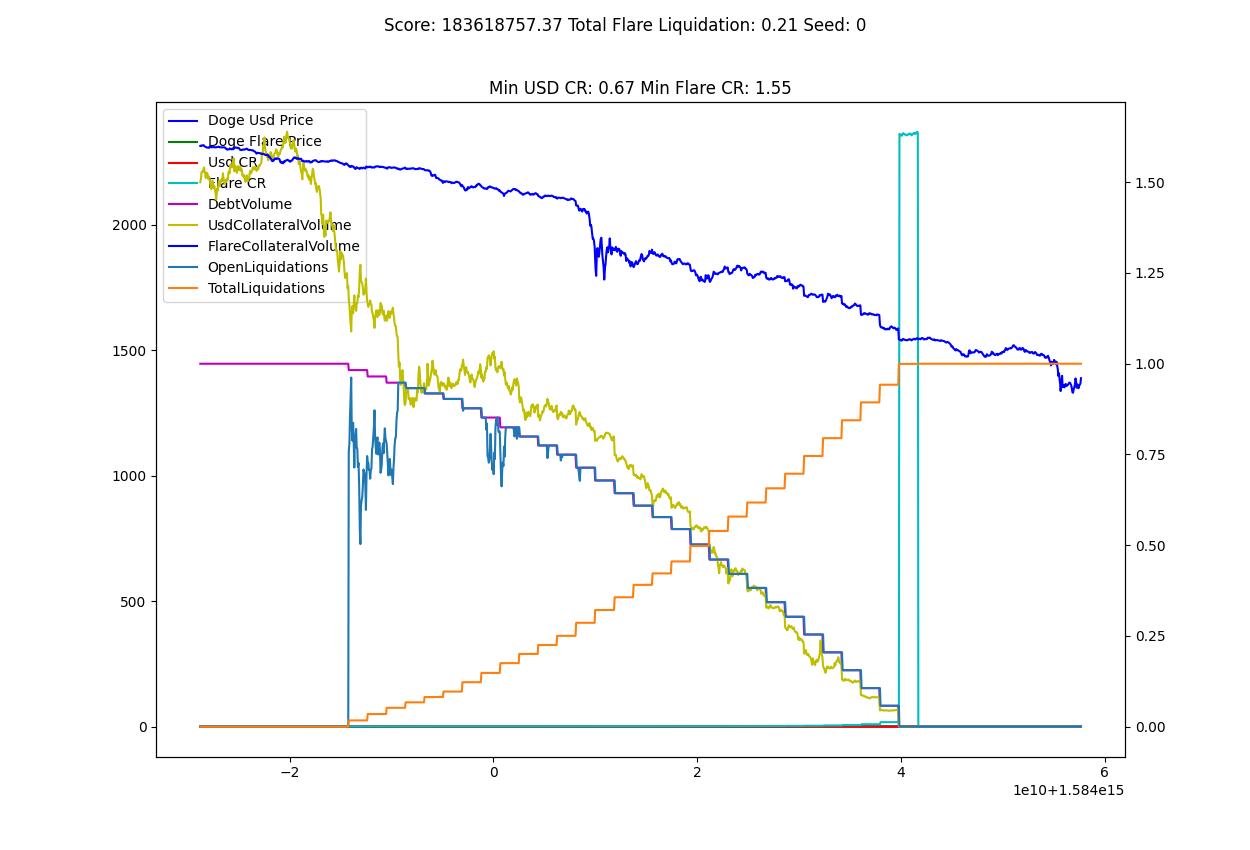 Score: 183618757.37 Total Flare Liquidation: 0.21 Seed: 0
Min USD CR: 0.67 Min Flare CR: 1.55
Doge Usd Price
Doge Flare Price
Usd CR
Flare CR
DebtVolume
UsdCollateralVolume
FlareCollateralVolume
OpenLiquidations
TotalLiquidations
2000
1500
1000
500
0
1.50
1.25
1.00
0.75
0.50
0.25
0.00
−2
0
2
4
6
1e10+1.584e15